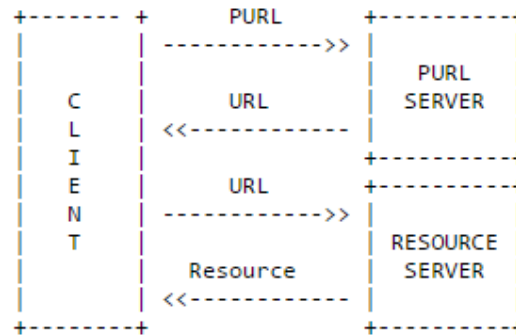 PURL
PURL
C URL SERVER
L
I
E URL
N
T RESOURCE
Resource SERVER